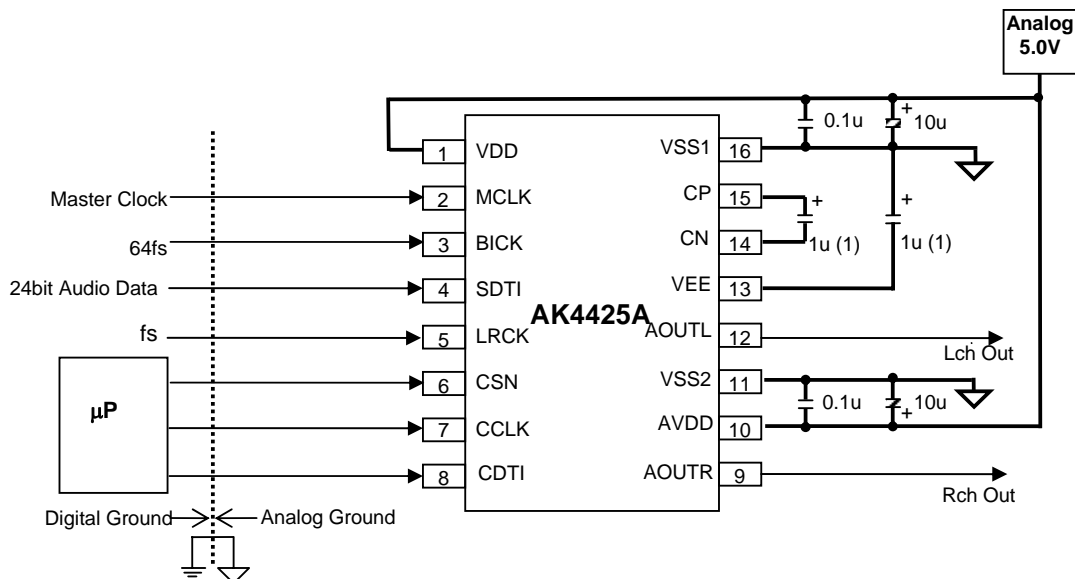 Analog
5.0V
+
0.1u
10u
1
VDD
VSS1
16
Master Clock
2
MCLK
CP
15
+
+
64fs
3
BICK
CN
14
1u (1)
1u (1)
24bit Audio Data
4
SDTI
VEE
13
AK4425A
fs
5
LRCK
AOUTL
12
Lch Out
µP
6
CSN
VSS2
11
0.1u
10u
+
7
CCLK
AVDD
10
8
CDTI
AOUTR
9
Rch Out
Digital Ground
Analog Ground